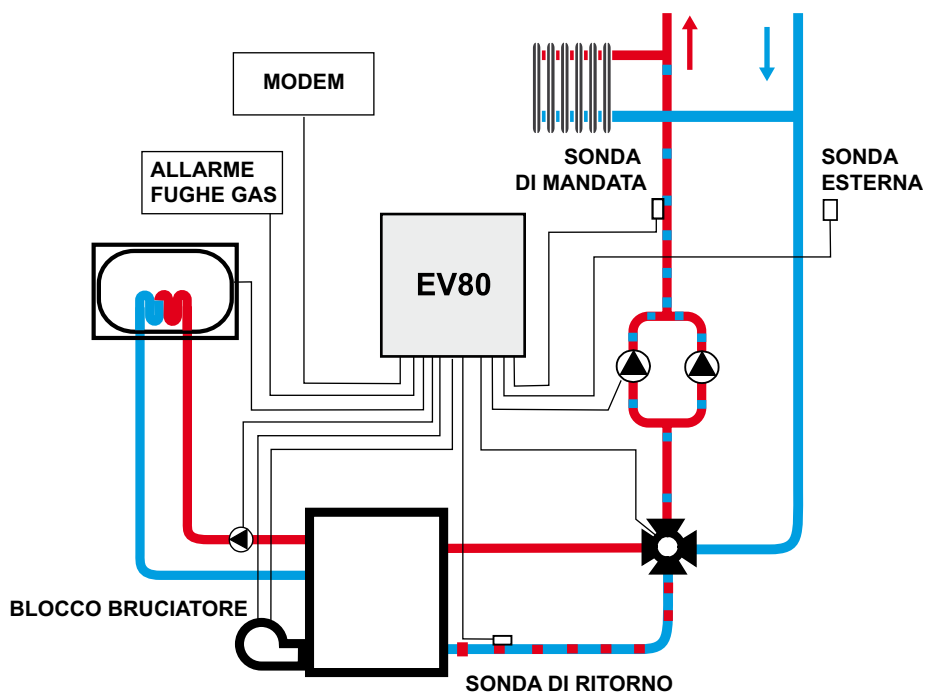 MODEM
ALLARME
FUGHE GAS
SONDA
DI MANDATA
SONDA
ESTERNA
EV80
BLOCCO BRUCIATORE
SONDA DI RITORNO